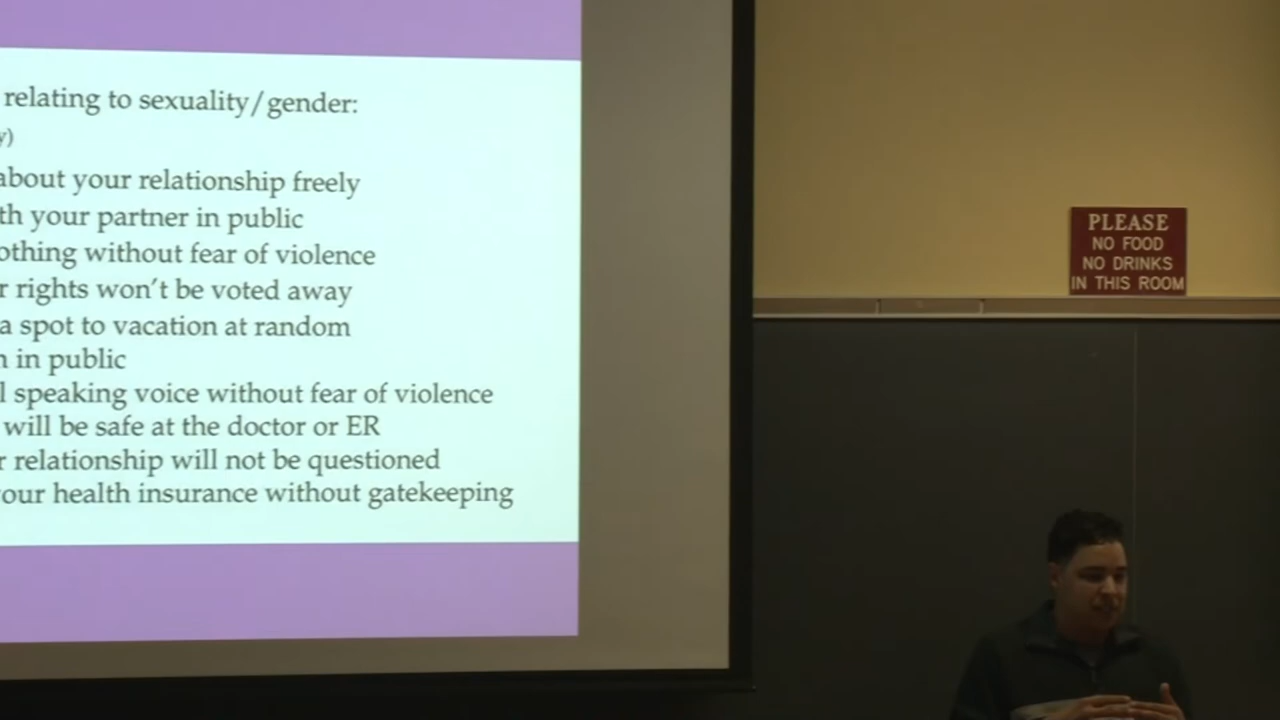 relating to sexuality/gender:
y)
about your relationship freely
th your partner in public
othing without fear of violence
r rights won't be voted away
a spot to vacation at random
n in public
l speaking voice without fear of violence
will be safe at the doctor or ER
r relationship will not be questioned
our health insurance without gatekeeping
PLEASE
NO FOOD
NO DRINKS
IN THIS ROOM